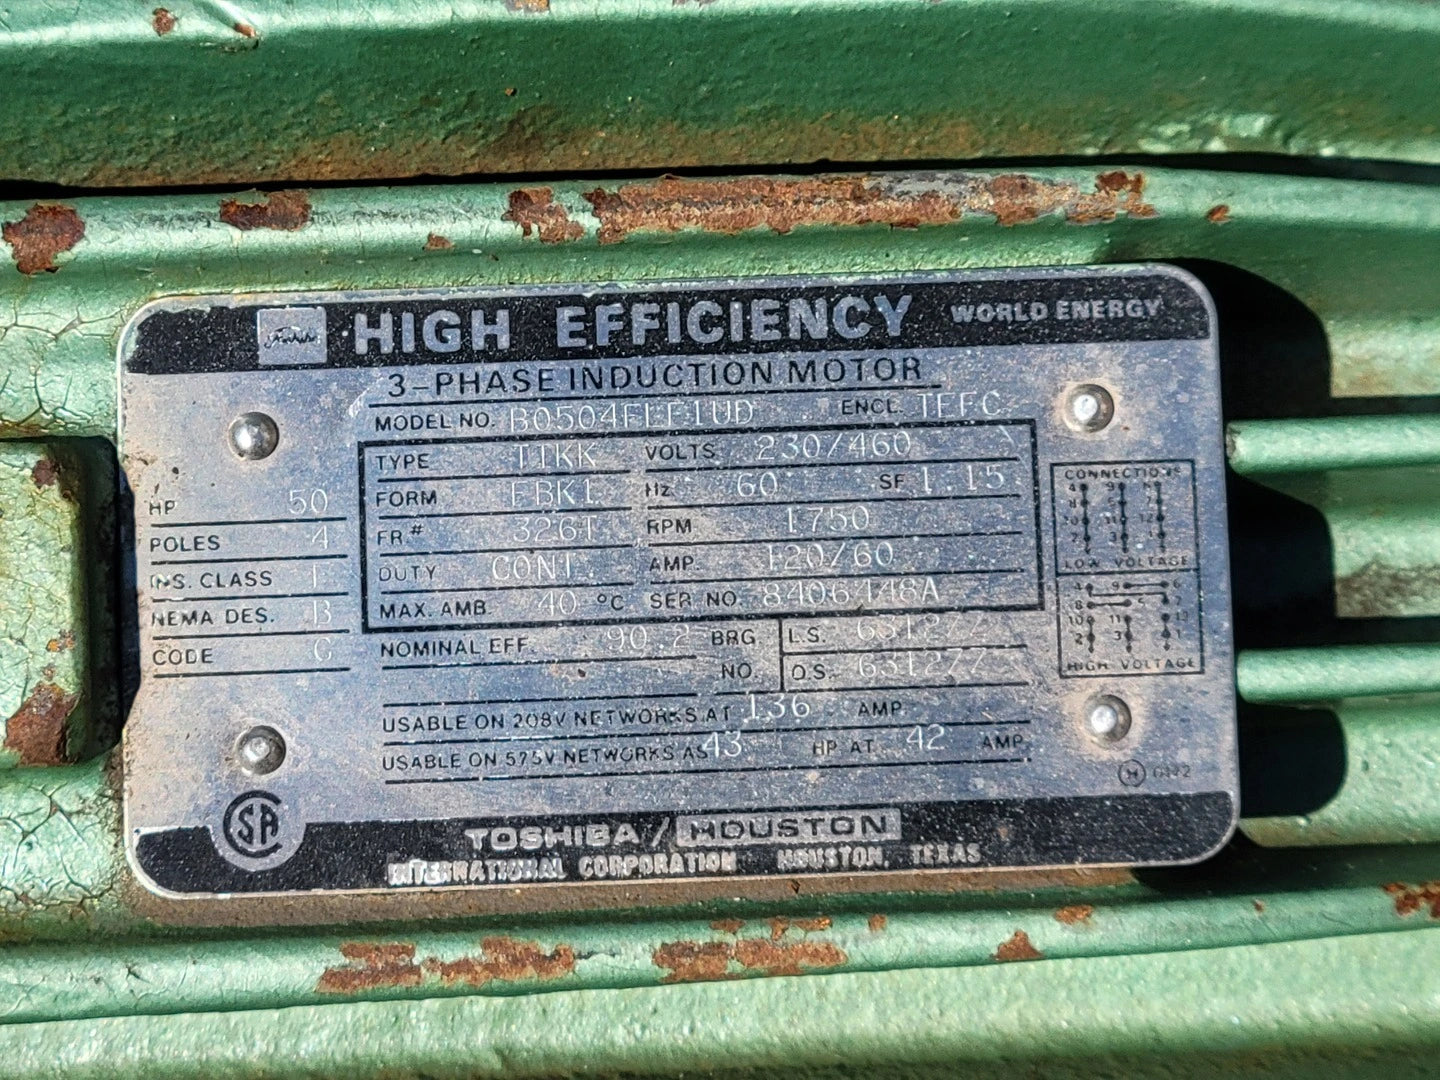 Toshiba HIGH EFFICIENCY WORLD ENERGY
3-PHASE INDUCTION MOTOR
MODEL NO. B0504FLF1UD ENCL. TEFC
TYPE TIKK VOLTS 230/460
FORM FBK1 Hz 60 SF 1.15
FR# 326T RPM 1750
DUTY CONT. AMP. 120/60
MAX. AMB. 40 °C SER NO. 8406448A
HP 50
POLES 4
INS. CLASS
NEMA DES. B
CODE G
NOMINAL EFF. 90.2 BRG. NO. L.S. 631277
O.S. 631277
USABLE ON 208V NETWORKS AT 136 AMP
USABLE ON 575V NETWORKS AS 43 HP AT 42 AMP
CONNECTIONS
LOW VOLTAGE
HIGH VOLTAGE
CSA
TOSHIBA/HOUSTON
INTERNATIONAL CORPORATION HOUSTON, TEXAS